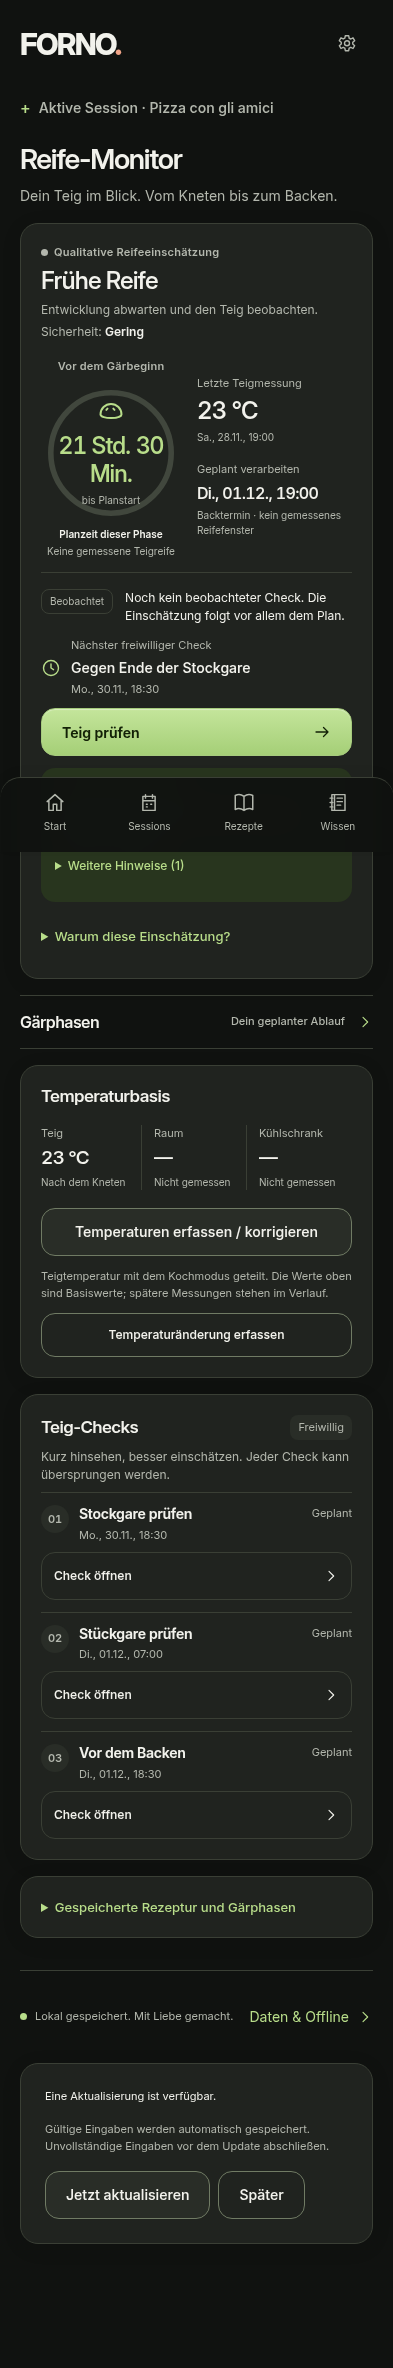 FORNO.
+ Aktive Session · Pizza con gli amici
Reife-Monitor
Dein Teig im Blick. Vom Kneten bis zum Backen.
Qualitative Reifeeinschätzung
Frühe Reife
Entwicklung abwarten und den Teig beobachten.
Sicherheit: Gering
Vor dem Gärbeginn
21 Std. 30
Min.
bis Planstart
Planzeit dieser Phase
Keine gemessene Teigreife
Letzte Teigmessung
23 °C
Sa., 28.11., 19:00
Geplant verarbeiten
Di., 01.12., 19:00
Backtermin · kein gemessenes
Reifefenster
Beobachtet
Noch kein beobachteter Check. Die
Einschätzung folgt vor allem dem Plan.
Nächster freiwilliger Check
Gegen Ende der Stockgare
Mo., 30.11., 18:30
Teig prüfen
Start
Sessions
Rezepte
Wissen
Weitere Hinweise (1)
Warum diese Einschätzung?
Gärphasen
Dein geplanter Ablauf
Temperaturbasis
Teig
23 °C
Nach dem Kneten
Raum
—
Nicht gemessen
Kühlschrank
—
Nicht gemessen
Temperaturen erfassen / korrigieren
Teigtemperatur mit dem Kochmodus geteilt. Die Werte oben
sind Basiswerte; spätere Messungen stehen im Verlauf.
Temperaturänderung erfassen
Teig-Checks
Freiwillig
Kurz hinsehen, besser einschätzen. Jeder Check kann
übersprungen werden.
01
Stockgare prüfen
Geplant
Mo., 30.11., 18:30
Check öffnen
02
Stückgare prüfen
Geplant
Di., 01.12., 07:00
Check öffnen
03
Vor dem Backen
Geplant
Di., 01.12., 18:30
Check öffnen
Gespeicherte Rezeptur und Gärphasen
Lokal gespeichert. Mit Liebe gemacht.
Daten & Offline
Eine Aktualisierung ist verfügbar.
Gültige Eingaben werden automatisch gespeichert.
Unvollständige Eingaben vor dem Update abschließen.
Jetzt aktualisieren
Später